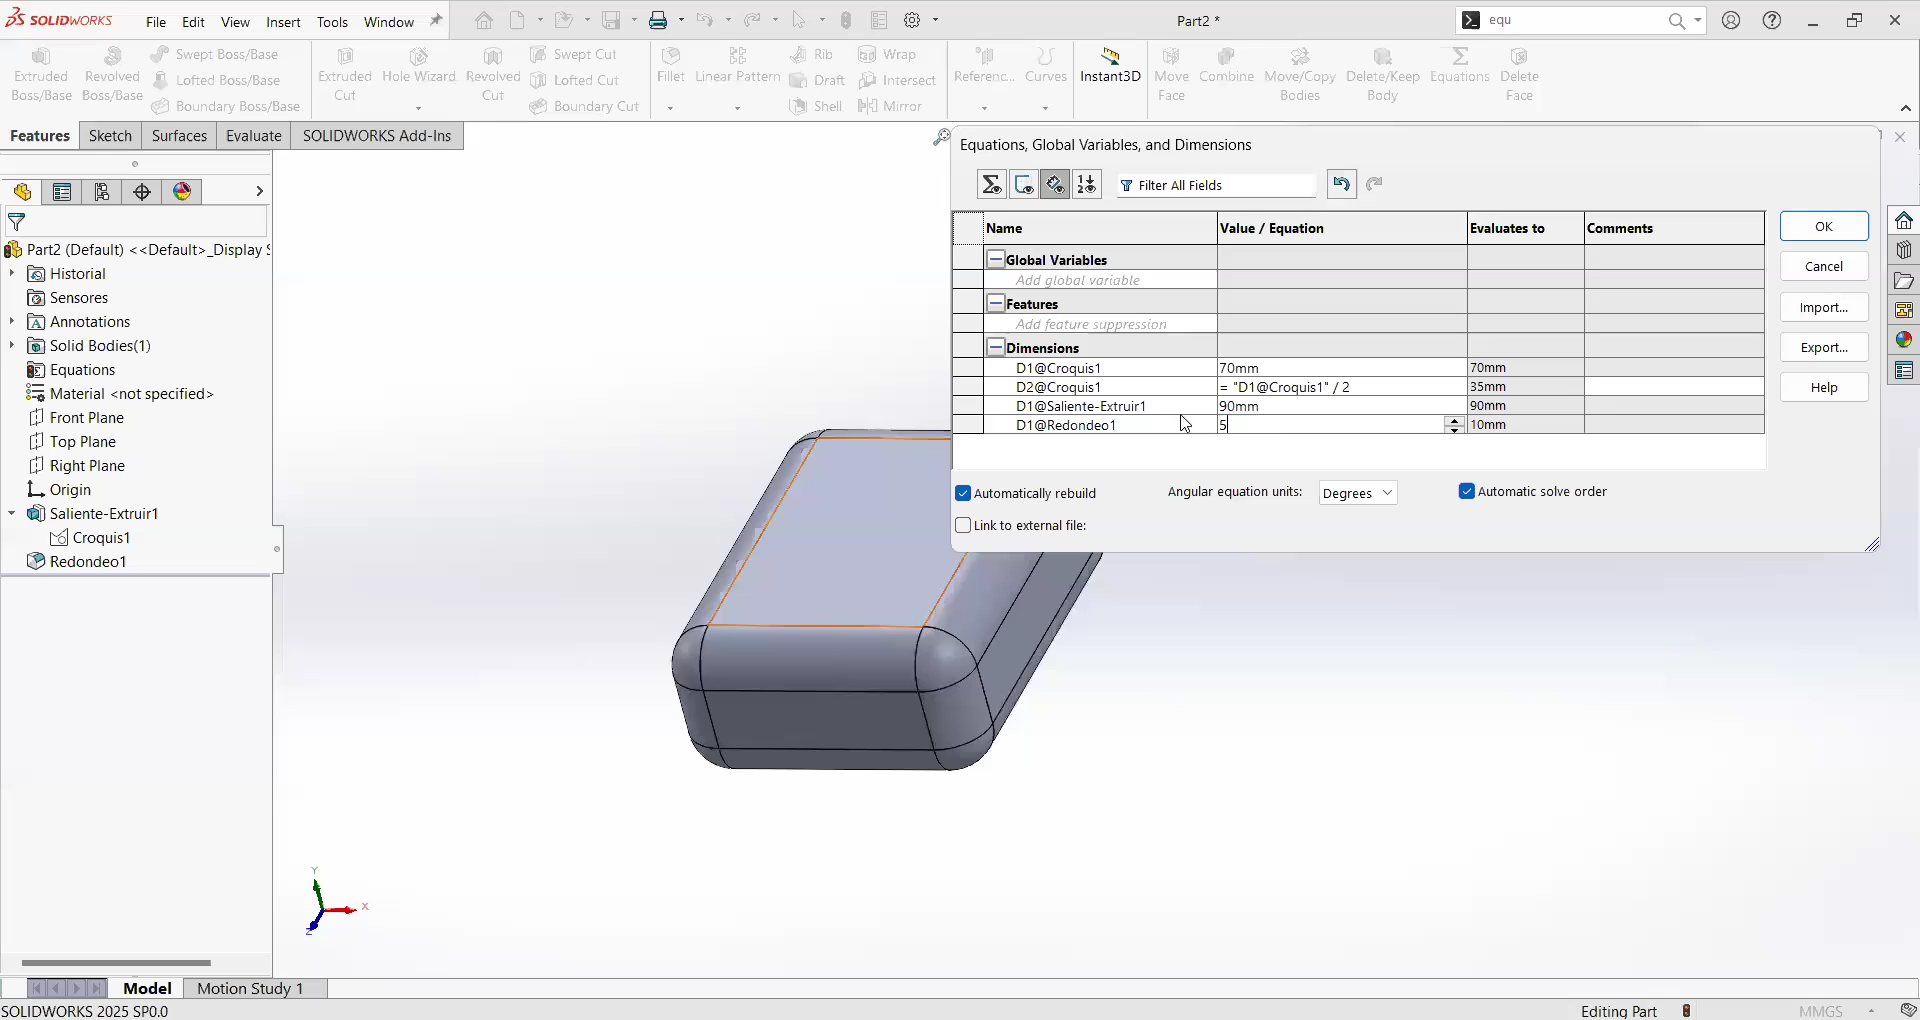 SOLIDWORKS File Edit View Insert Tools Window Part2 * equ
Extruded Boss/Base
Revolved Boss/Base
Swept Boss/Base
Lofted Boss/Base
Boundary Boss/Base
Extruded Cut
Hole Wizard
Revolved Cut
Swept Cut
Lofted Cut
Boundary Cut
Fillet
Linear Pattern
Rib
Draft
Shell
Wrap
Intersect
Mirror
Referenc...
Curves
Instant3D
Move Face
Combine
Move/Copy Bodies
Delete/Keep Body
Equations
Delete Face
Features Sketch Surfaces Evaluate SOLIDWORKS Add-Ins
Part2 (Default) <<Default>_Display S
Historial
Sensores
Annotations
Solid Bodies(1)
Equations
Material <not specified>
Front Plane
Top Plane
Right Plane
Origin
Saliente-Extruir1
Croquis1
Redondeo1
Equations, Global Variables, and Dimensions
Filter All Fields
Name Value / Equation Evaluates to Comments
Global Variables
Add global variable
Features
Add feature suppression
Dimensions
D1@Croquis1 70mm 70mm
D2@Croquis1 = "D1@Croquis1" / 2 35mm
D1@Saliente-Extruir1 90mm 90mm
D1@Redondeo1 5 10mm
OK
Cancel
Import...
Export...
Help
Automatically rebuild Angular equation units: Degrees Automatic solve order
Link to external file:
Y
X
Z
Model Motion Study 1
SOLIDWORKS 2025 SP0.0 Editing Part MMGS